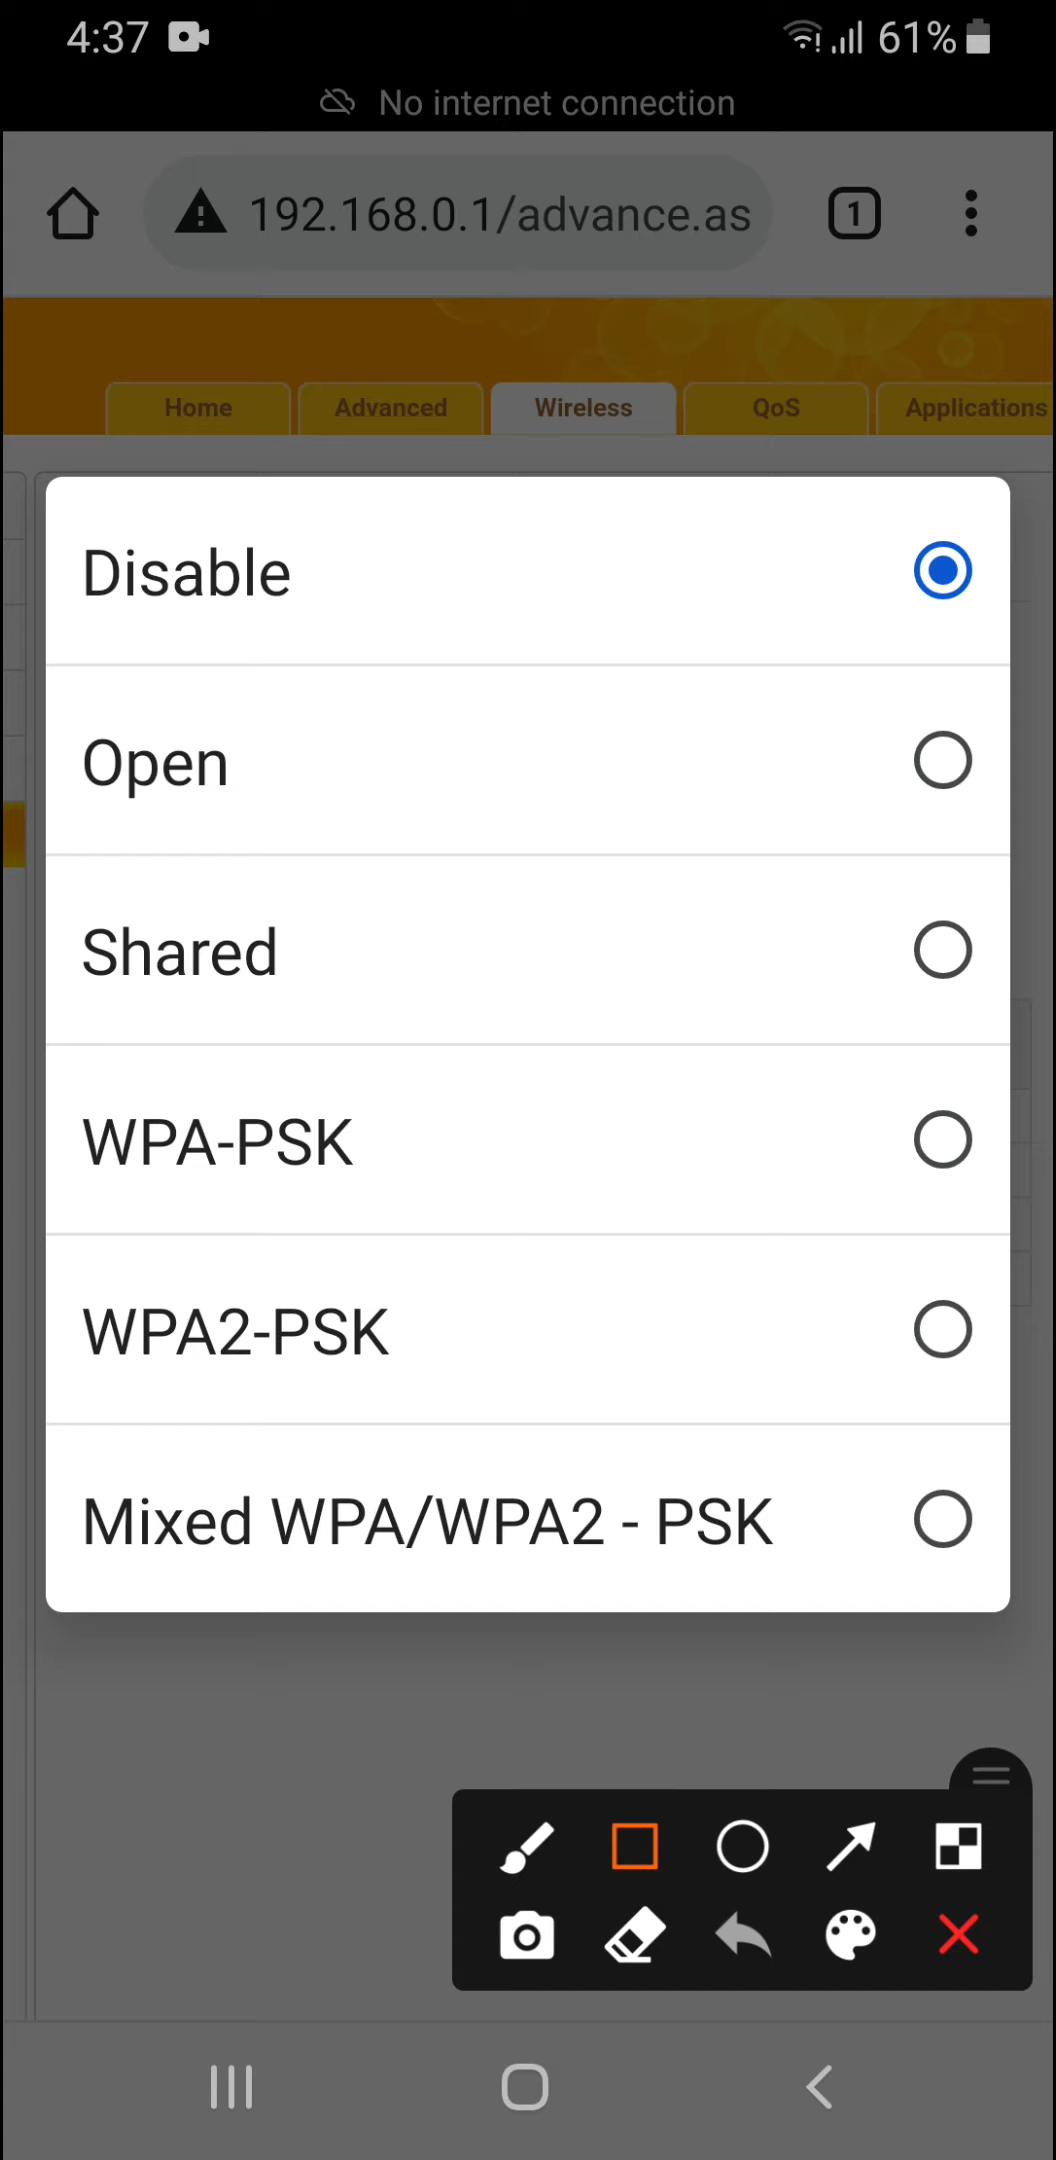 4:37
61%
No internet connection
192.168.0.1/advance.as
1
Home
Advanced
Wireless
QoS
Applications
Disable
Open
Shared
WPA-PSK
WPA2-PSK
Mixed WPA/WPA2 - PSK